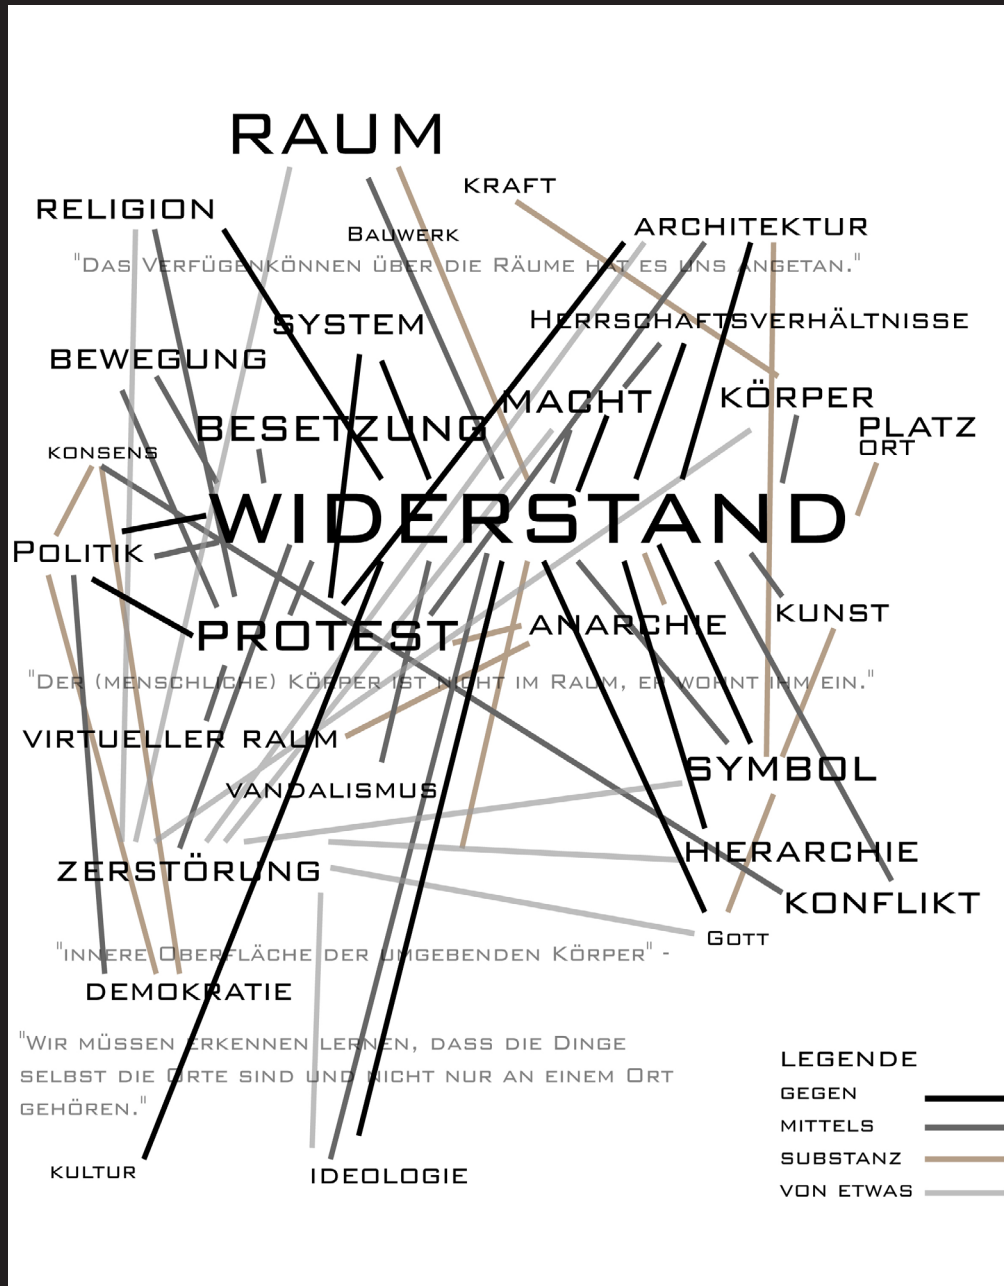 RAUM
KRAFT
RELIGION
ARCHITEKTUR
BAUWERK
"DAS VERFÜGENKÖNNEN ÜBER DIE RÄUME HAT ES UNS ANGETAN."
SYSTEM
HERRSCHAFTSVERHÄLTNISSE
BEWEGUNG
MACHT
KÖRPER
BESETZUNG
PLATZ
ORT
KONSENS
WIDERSTAND
POLITIK
KUNST
PROTEST
ANARCHIE
"DER (MENSCHLICHE) KÖRPER IST NICHT IM RAUM, ER WOHNT IHM EIN."
VIRTUELLER RAUM
SYMBOL
VANDALISMUS
HIERARCHIE
ZERSTÖRUNG
KONFLIKT
GOTT
"INNERE OBERFLÄCHE DER UMGEBENDEN KÖRPER" -
DEMOKRATIE
"WIR MÜSSEN ERKENNEN LERNEN, DASS DIE DINGE
SELBST DIE ORTE SIND UND NICHT NUR AN EINEM ORT
GEHÖREN."
KULTUR
IDEOLOGIE
LEGENDE
GEGEN
MITTELS
SUBSTANZ
VON ETWAS